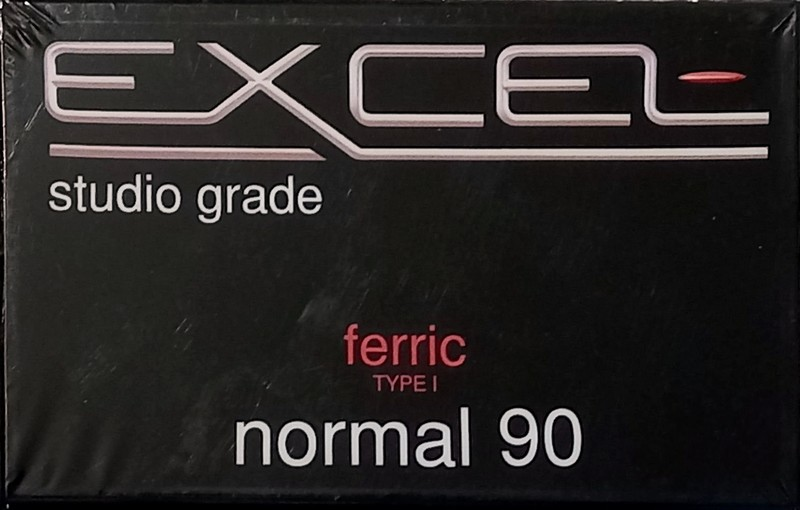 EXCEL
studio grade
ferric
TYPE I
normal 90